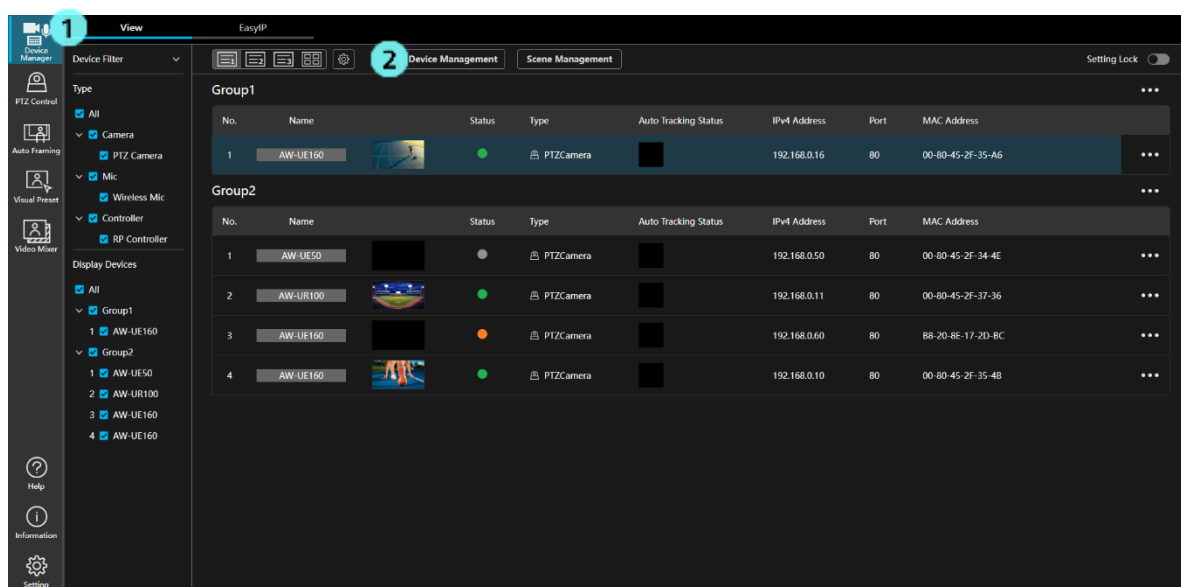 1
View
EasyIP
Device Manager
PTZ Control
Auto Framing
Visual Preset
Video Mixer
Help
Information
Setting
Device Filter
Type
All
Camera
PTZ Camera
Mic
Wireless Mic
Controller
RP Controller
Display Devices
All
Group1
1 AW-UE160
Group2
1 AW-UE50
2 AW-UR100
3 AW-UE160
4 AW-UE160
1 2 3
2
Device Management
Scene Management
Setting Lock
Group1
No. Name Status Type Auto Tracking Status IPv4 Address Port MAC Address
1 AW-UE160 PTZCamera 192.168.0.16 80 00-80-45-2F-35-A6
Group2
No. Name Status Type Auto Tracking Status IPv4 Address Port MAC Address
1 AW-UE50 PTZCamera 192.168.0.50 80 00-80-45-2F-34-4E
2 AW-UR100 PTZCamera 192.168.0.11 80 00-80-45-2F-37-36
3 AW-UE160 PTZCamera 192.168.0.60 80 B8-20-8E-17-2D-BC
4 AW-UE160 PTZCamera 192.168.0.10 80 00-80-45-2F-35-4B